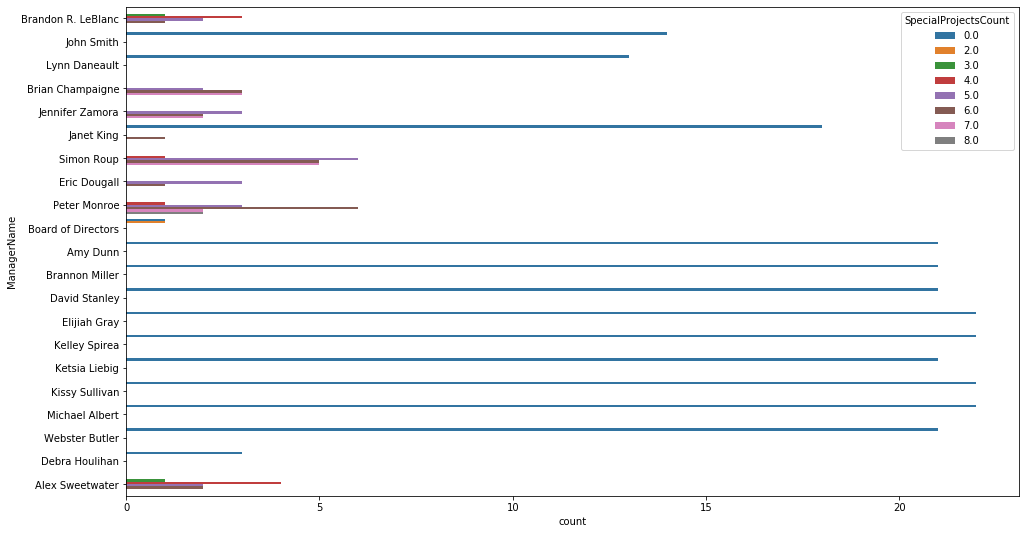 Brandon R. LeBlanc
John Smith
Lynn Daneault
Brian Champaigne
Jennifer Zamora
Janet King
Simon Roup
Eric Dougall
Peter Monroe
Board of Directors
Amy Dunn
Brannon Miller
David Stanley
Elijiah Gray
Kelley Spirea
Ketsia Liebig
Kissy Sullivan
Michael Albert
Webster Butler
Debra Houlihan
Alex Sweetwater
ManagerName
0 5 10 15 20
count
SpecialProjectsCount
0.0
2.0
3.0
4.0
5.0
6.0
7.0
8.0